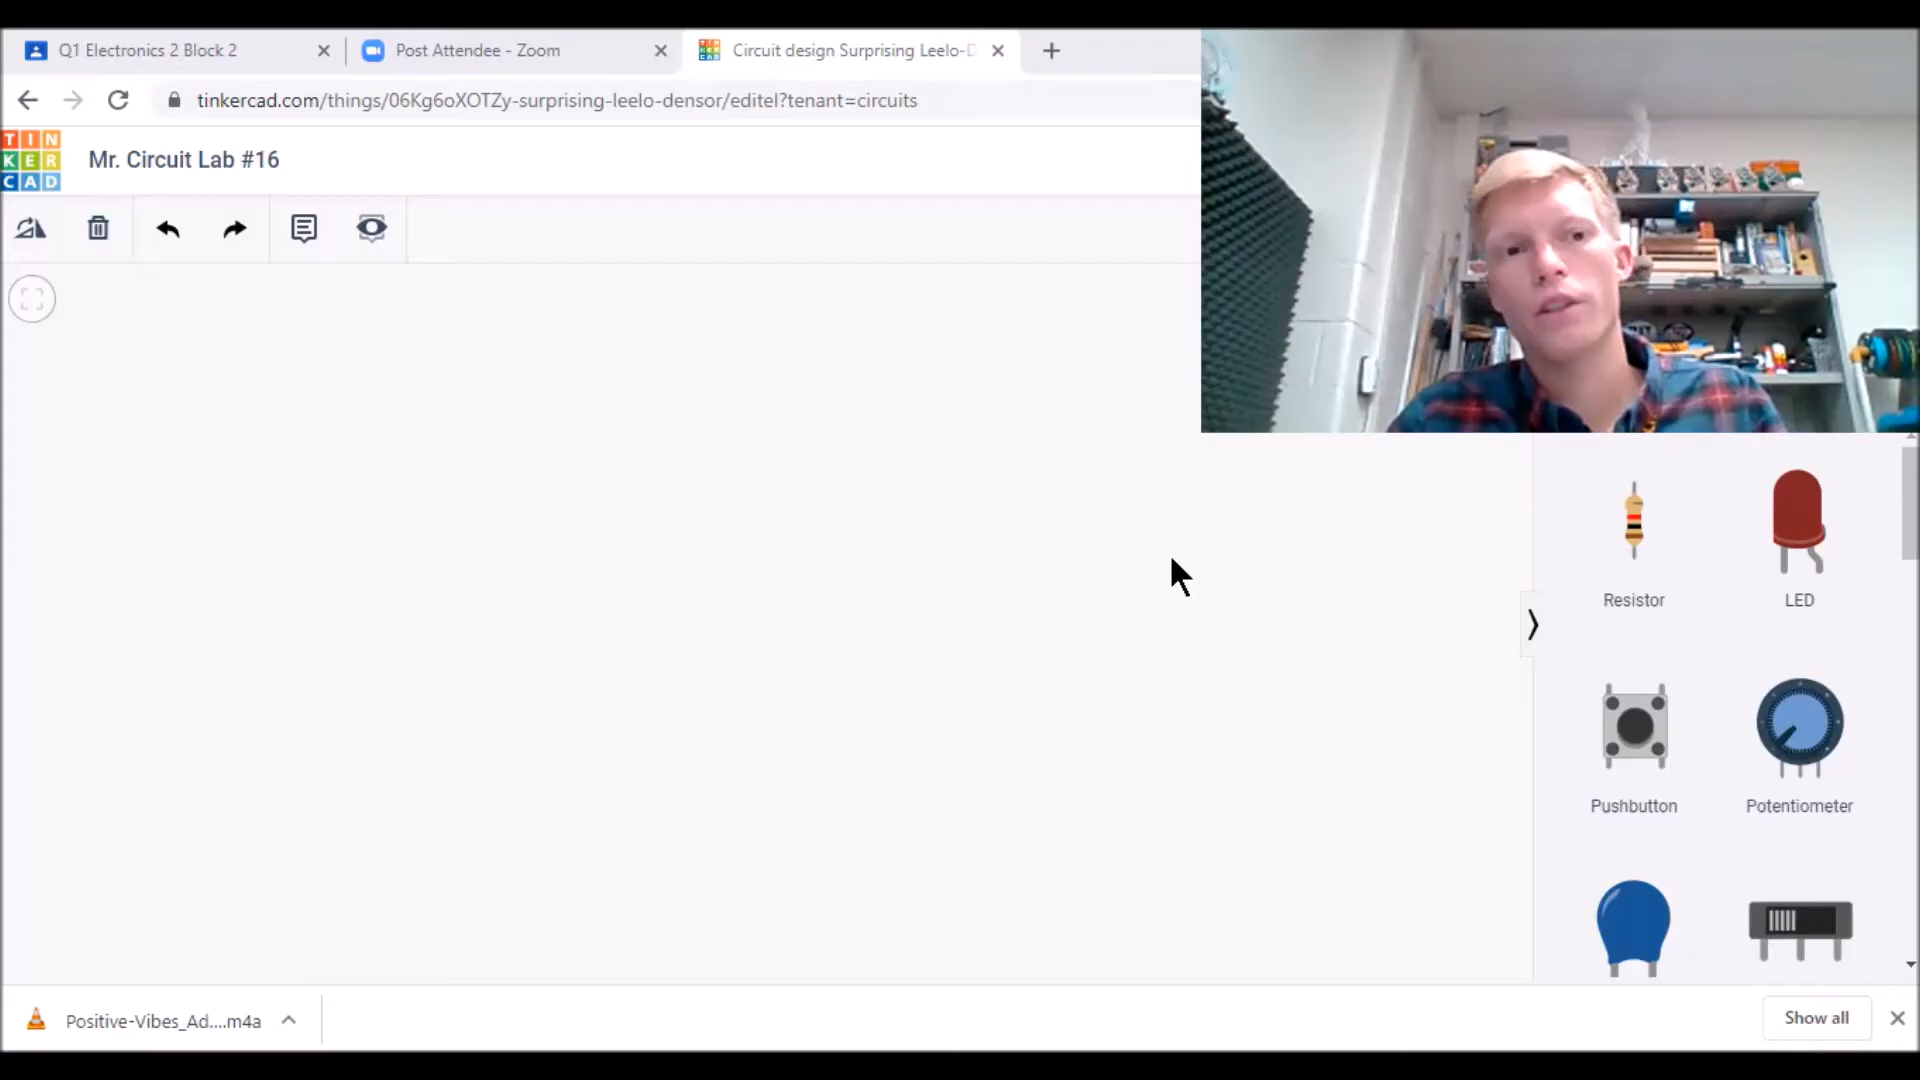 Q1 Electronics 2 Block 2
Post Attendee - Zoom
Circuit design Surprising Leelo-D
tinkercad.com/things/06Kg6oXOTZy-surprising-leelo-densor/editel?tenant=circuits
TIN
KER
CAD
Mr. Circuit Lab #16
Resistor
LED
Pushbutton
Potentiometer
Positive-Vibes_Ad....m4a
Show all